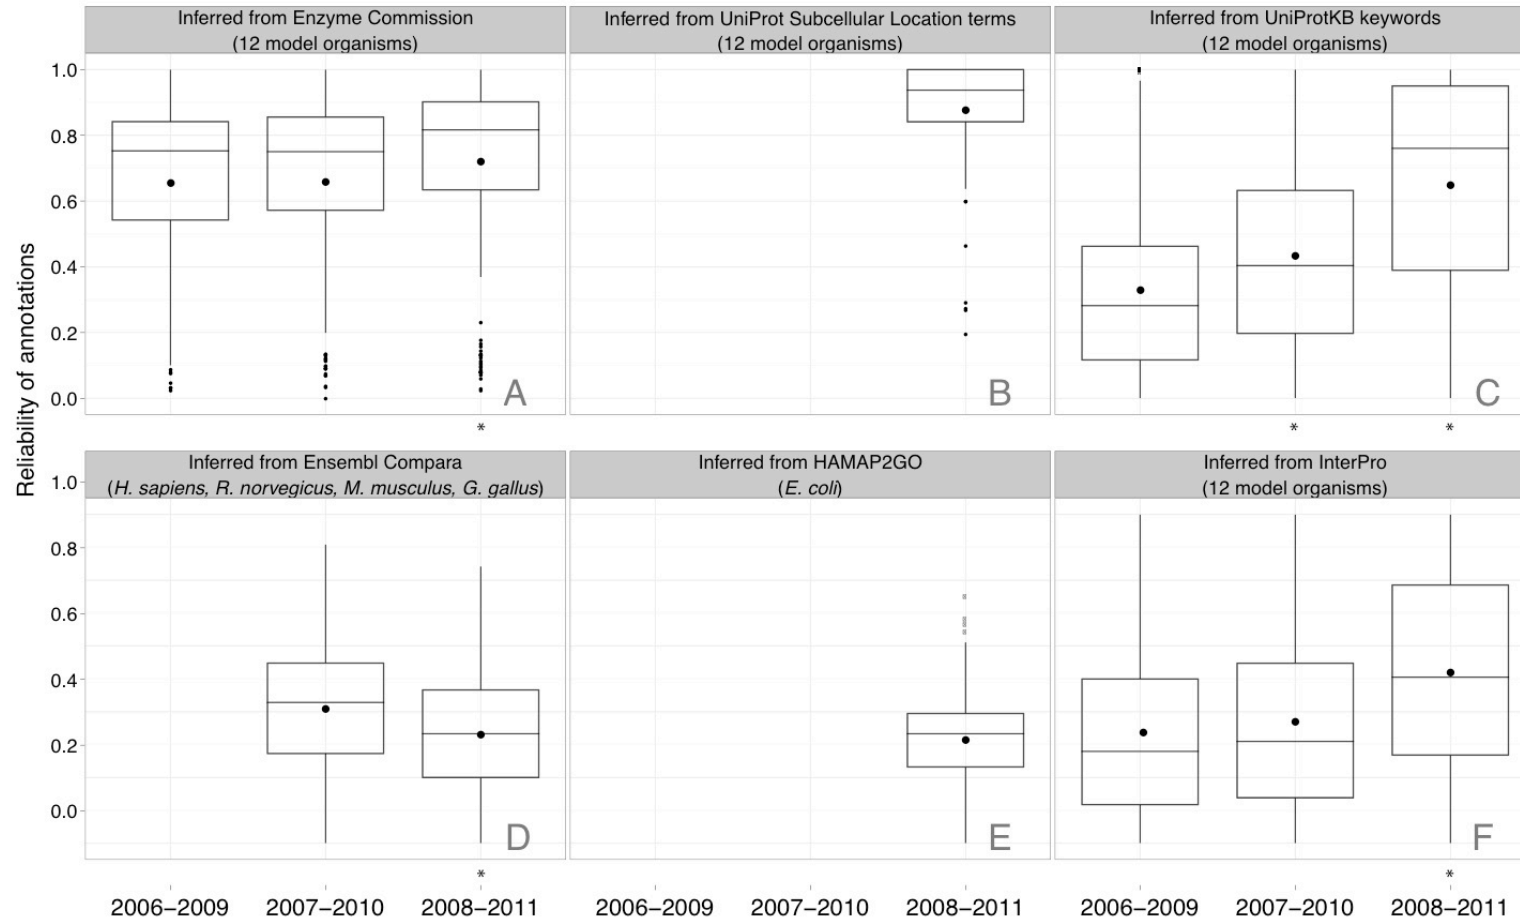 Inferred from Enzyme Commission
(12 model organisms)
Inferred from UniProt Subcellular Location terms
(12 model organisms)
Inferred from UniProtKB keywords
(12 model organisms)
Reliability of annotations
1.0
0.8
0.6
0.4
0.2
0.0
A
B
C
*
*
*
Inferred from Ensembl Compara
(H. sapiens, R. norvegicus, M. musculus, G. gallus)
Inferred from HAMAP2GO
(E. coli)
Inferred from InterPro
(12 model organisms)
1.0
0.8
0.6
0.4
0.2
0.0
D
E
F
*
*
2006–2009
2007–2010
2008–2011
2006–2009
2007–2010
2008–2011
2006–2009
2007–2010
2008–2011